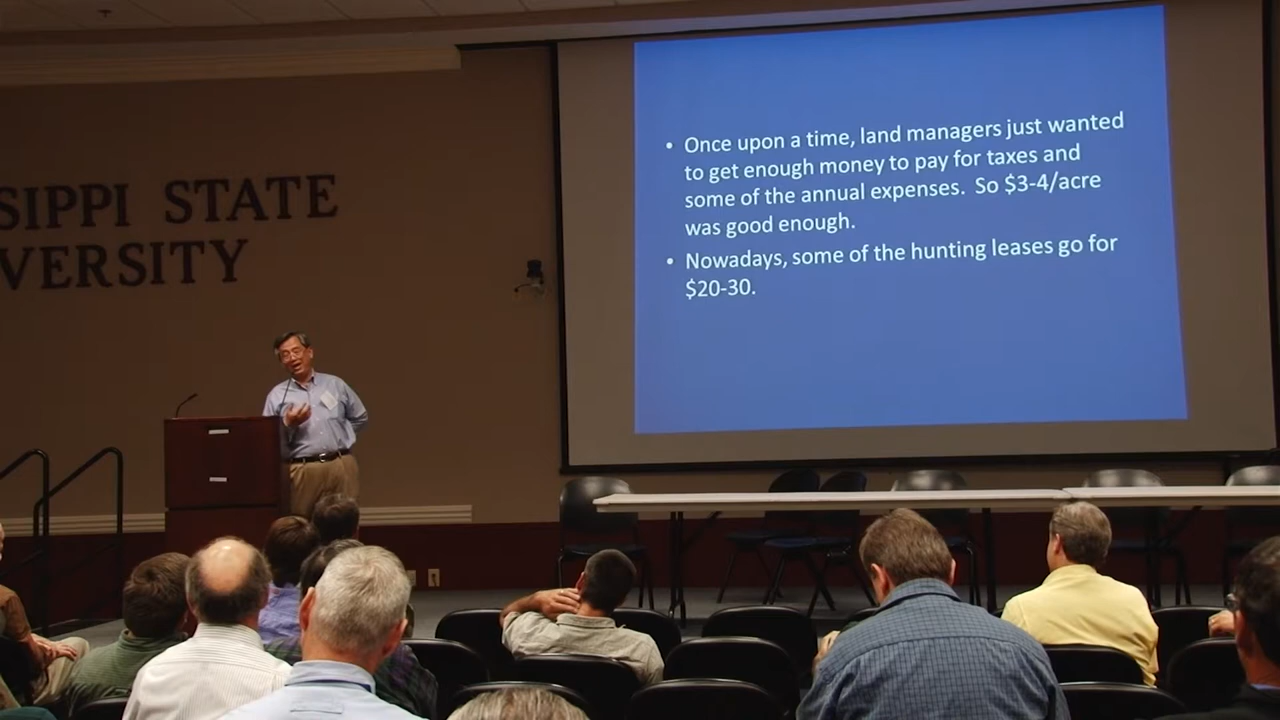 SIPPI STATE
VERSITY
• Once upon a time, land managers just wanted
to get enough money to pay for taxes and
some of the annual expenses. So $3-4/acre
was good enough.
• Nowadays, some of the hunting leases go for
$20-30.